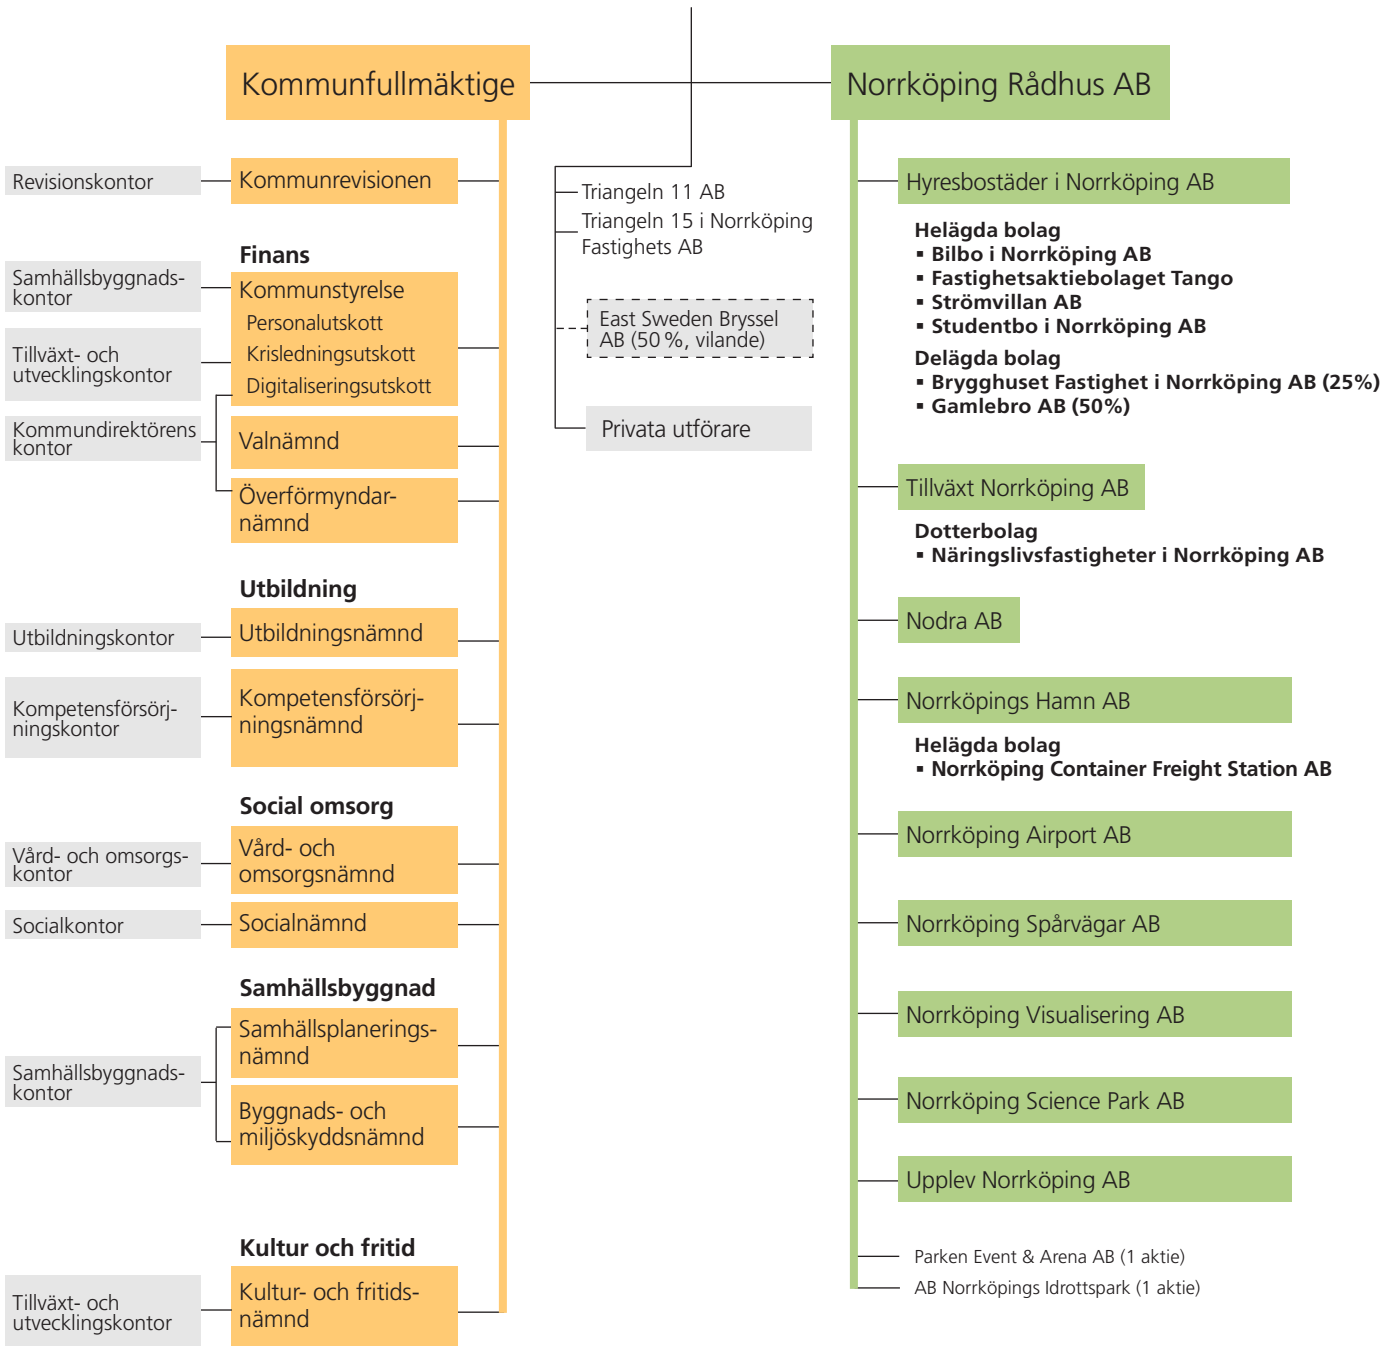 Kommunfullmäktige
Revisionskontor
Kommunrevisionen
Finans
Samhällsbyggnads-
kontor
Kommunstyrelse
Personalutskott
Krisledningsutskott
Digitaliseringsutskott
Tillväxt- och
utvecklingskontor
Kommundirektörens
kontor
Valnämnd
Överförmyndar-
nämnd
Utbildning
Utbildningskontor
Utbildningsnämnd
Kompetensförsörj-
ningskontor
Kompetensförsörj-
ningsnämnd
Social omsorg
Vård- och omsorgs-
kontor
Vård- och
omsorgsnämnd
Socialkontor
Socialnämnd
Samhällsbyggnad
Samhällsbyggnads-
kontor
Samhällsplanerings-
nämnd
Byggnads- och
miljöskyddsnämnd
Kultur och fritid
Tillväxt- och
utvecklingskontor
Kultur- och fritids-
nämnd
Triangeln 11 AB
Triangeln 15 i Norrköping
Fastighets AB
East Sweden Bryssel
AB (50 %, vilande)
Privata utförare
Norrköping Rådhus AB
Hyresbostäder i Norrköping AB
Helägda bolag
▪ Bilbo i Norrköping AB
▪ Fastighetsaktiebolaget Tango
▪ Strömvillan AB
▪ Studentbo i Norrköping AB
Delägda bolag
▪ Brygghuset Fastighet i Norrköping AB (25%)
▪ Gamlebro AB (50%)
Tillväxt Norrköping AB
Dotterbolag
▪ Näringslivsfastigheter i Norrköping AB
Nodra AB
Norrköpings Hamn AB
Helägda bolag
▪ Norrköping Container Freight Station AB
Norrköping Airport AB
Norrköping Spårvägar AB
Norrköping Visualisering AB
Norrköping Science Park AB
Upplev Norrköping AB
Parken Event & Arena AB (1 aktie)
AB Norrköpings Idrottspark (1 aktie)